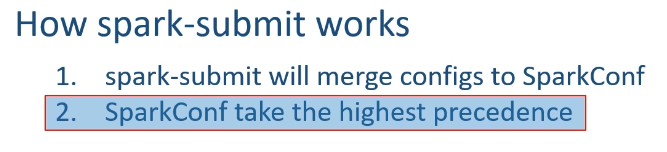 How spark-submit works
1. spark-submit will merge configs to SparkConf
2. SparkConf take the highest precedence